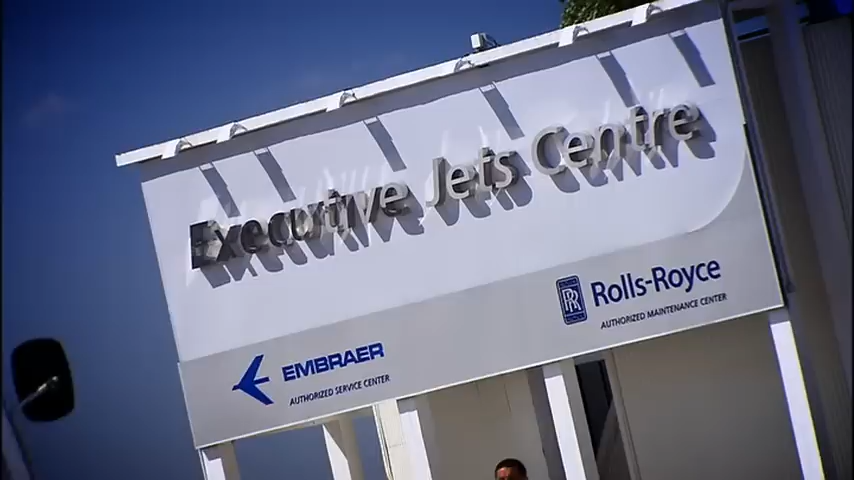 Executive Jets Centre
RR
Rolls-Royce
AUTHORIZED MAINTENANCE CENTER
EMBRAER
AUTHORIZED SERVICE CENTER